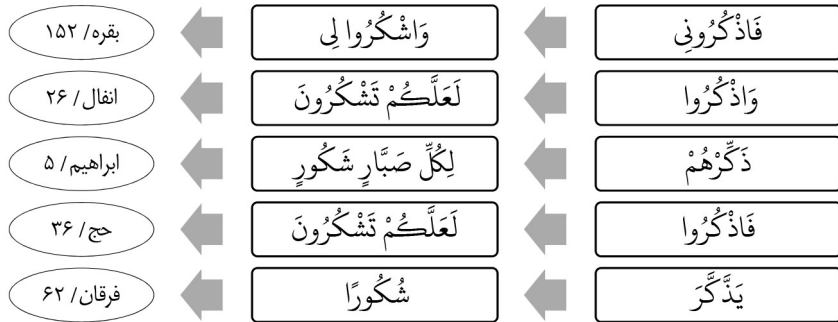 فَاذْكُرُونِی وَاشْكُرُوا لِی بقره/ ۱۵۲
وَاذْكُرُوا لَعَلَّكُمْ تَشْكُرُونَ انفال/ ۲۶
ذَكِّرْهُمْ لِكُلِّ صَبَّارٍ شَكُورٍ ابراهیم/ ۵
فَاذْكُرُوا لَعَلَّكُمْ تَشْكُرُونَ حج/ ۳۶
يَذَّكَّرَ شُكُورًا فرقان/ ۶۲